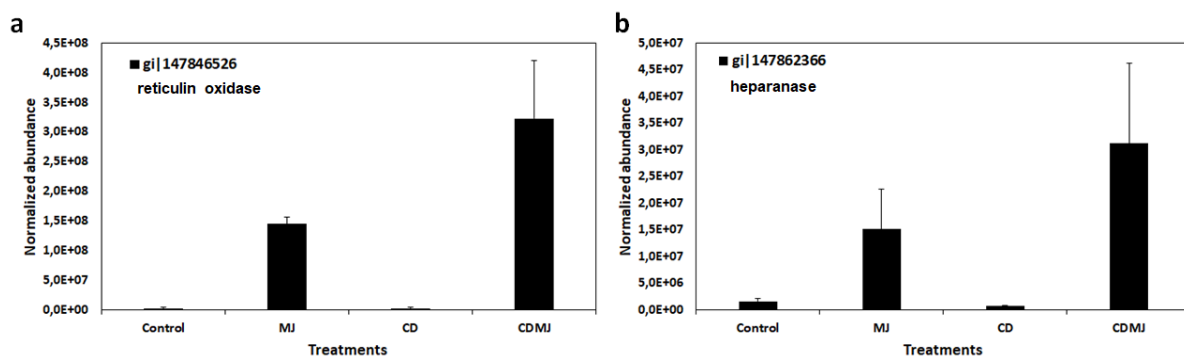 a
4,5E+08
4,0E+08
3,5E+08
3,0E+08
2,5E+08
2,0E+08
1,5E+08
1,0E+08
5,0E+07
0,0E+00
Normalized abundance
gi|147846526
reticulin oxidase
Control MJ CD CDMJ
Treatments
b
5,0E+07
4,5E+07
4,0E+07
3,5E+07
3,0E+07
2,5E+07
2,0E+07
1,5E+07
1,0E+07
5,0E+06
0,0E+00
Normalized abundance
gi|147862366
heparanase
Control MJ CD CDMJ
Treatments